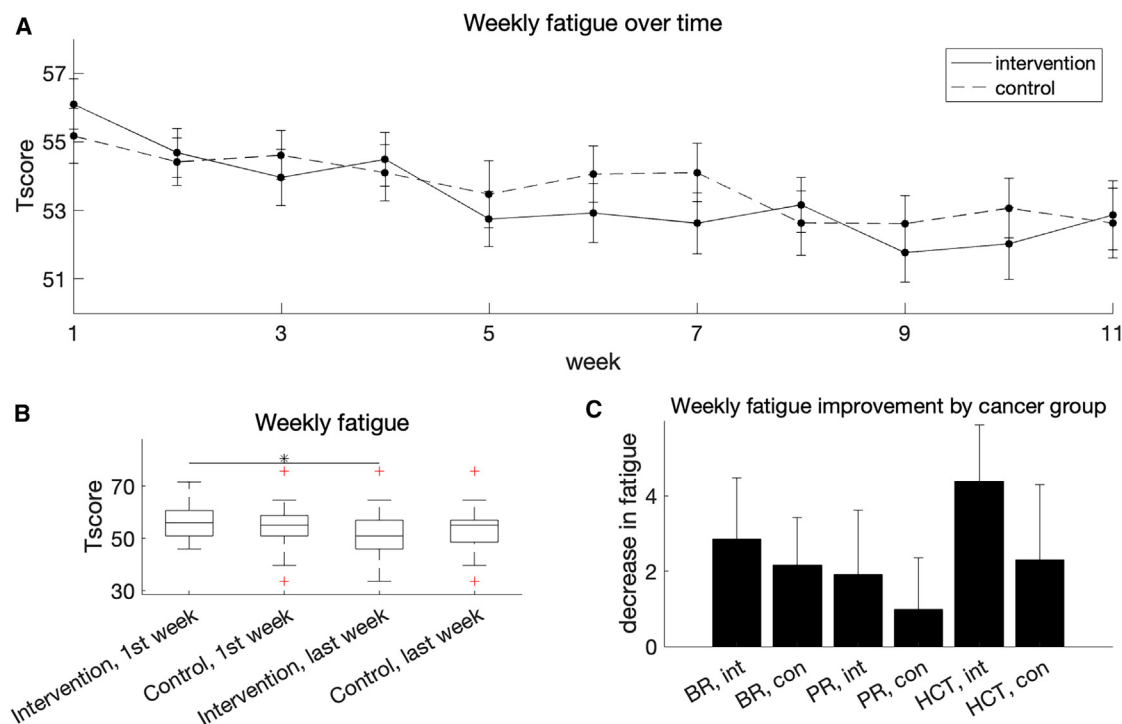 A
Weekly fatigue over time
intervention
control
57
55
53
51
Tscore
1
3
5
7
9
11
week
B
Weekly fatigue
*
70
50
30
Tscore
Intervention, 1st week
Control, 1st week
Intervention, last week
Control, last week
C
Weekly fatigue improvement by cancer group
4
2
0
decrease in fatigue
BR, int
BR, con
PR, int
PR, con
HCT, int
HCT, con